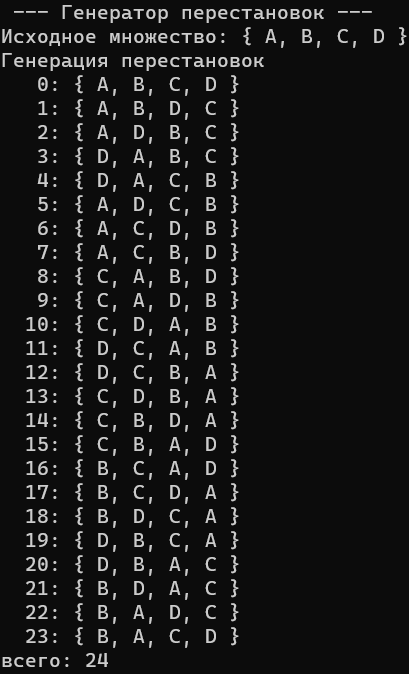 --- Генератор перестановок ---
Исходное множество: { A, B, C, D }
Генерация перестановок
0: { A, B, C, D }
1: { A, B, D, C }
2: { A, D, B, C }
3: { D, A, B, C }
4: { D, A, C, B }
5: { A, D, C, B }
6: { A, C, D, B }
7: { A, C, B, D }
8: { C, A, B, D }
9: { C, A, D, B }
10: { C, D, A, B }
11: { D, C, A, B }
12: { D, C, B, A }
13: { C, D, B, A }
14: { C, B, D, A }
15: { C, B, A, D }
16: { B, C, A, D }
17: { B, C, D, A }
18: { B, D, C, A }
19: { D, B, C, A }
20: { D, B, A, C }
21: { B, D, A, C }
22: { B, A, D, C }
23: { B, A, C, D }
всего: 24